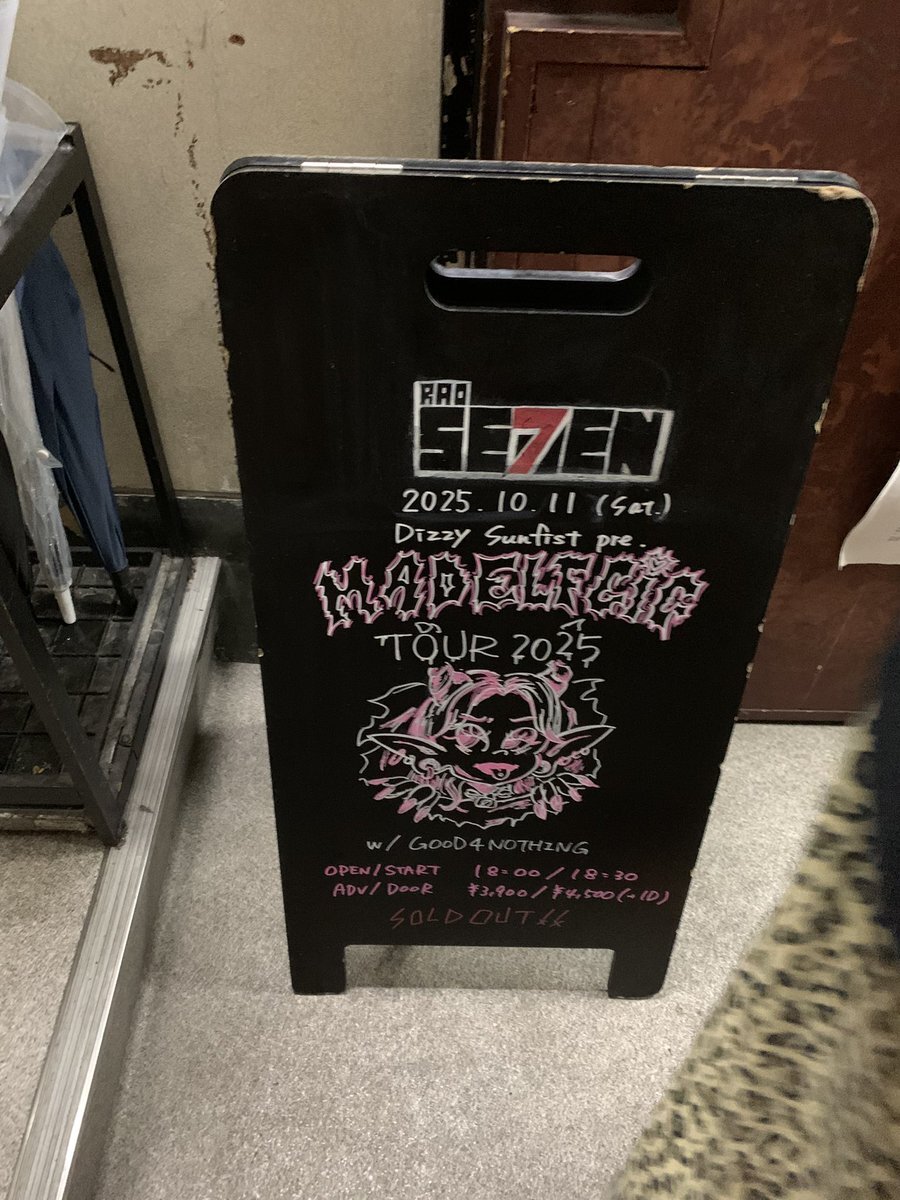 RAD
SE7EN
2025.10.11 (Sat.)
Dizzy Sunfist pre.
TOUR 2025
w/ GOOD4NOTHING
OPEN/START 18:00/18:30
ADV/DOOR ¥3,900/¥4,500(+1D)
SOLD OUT!!